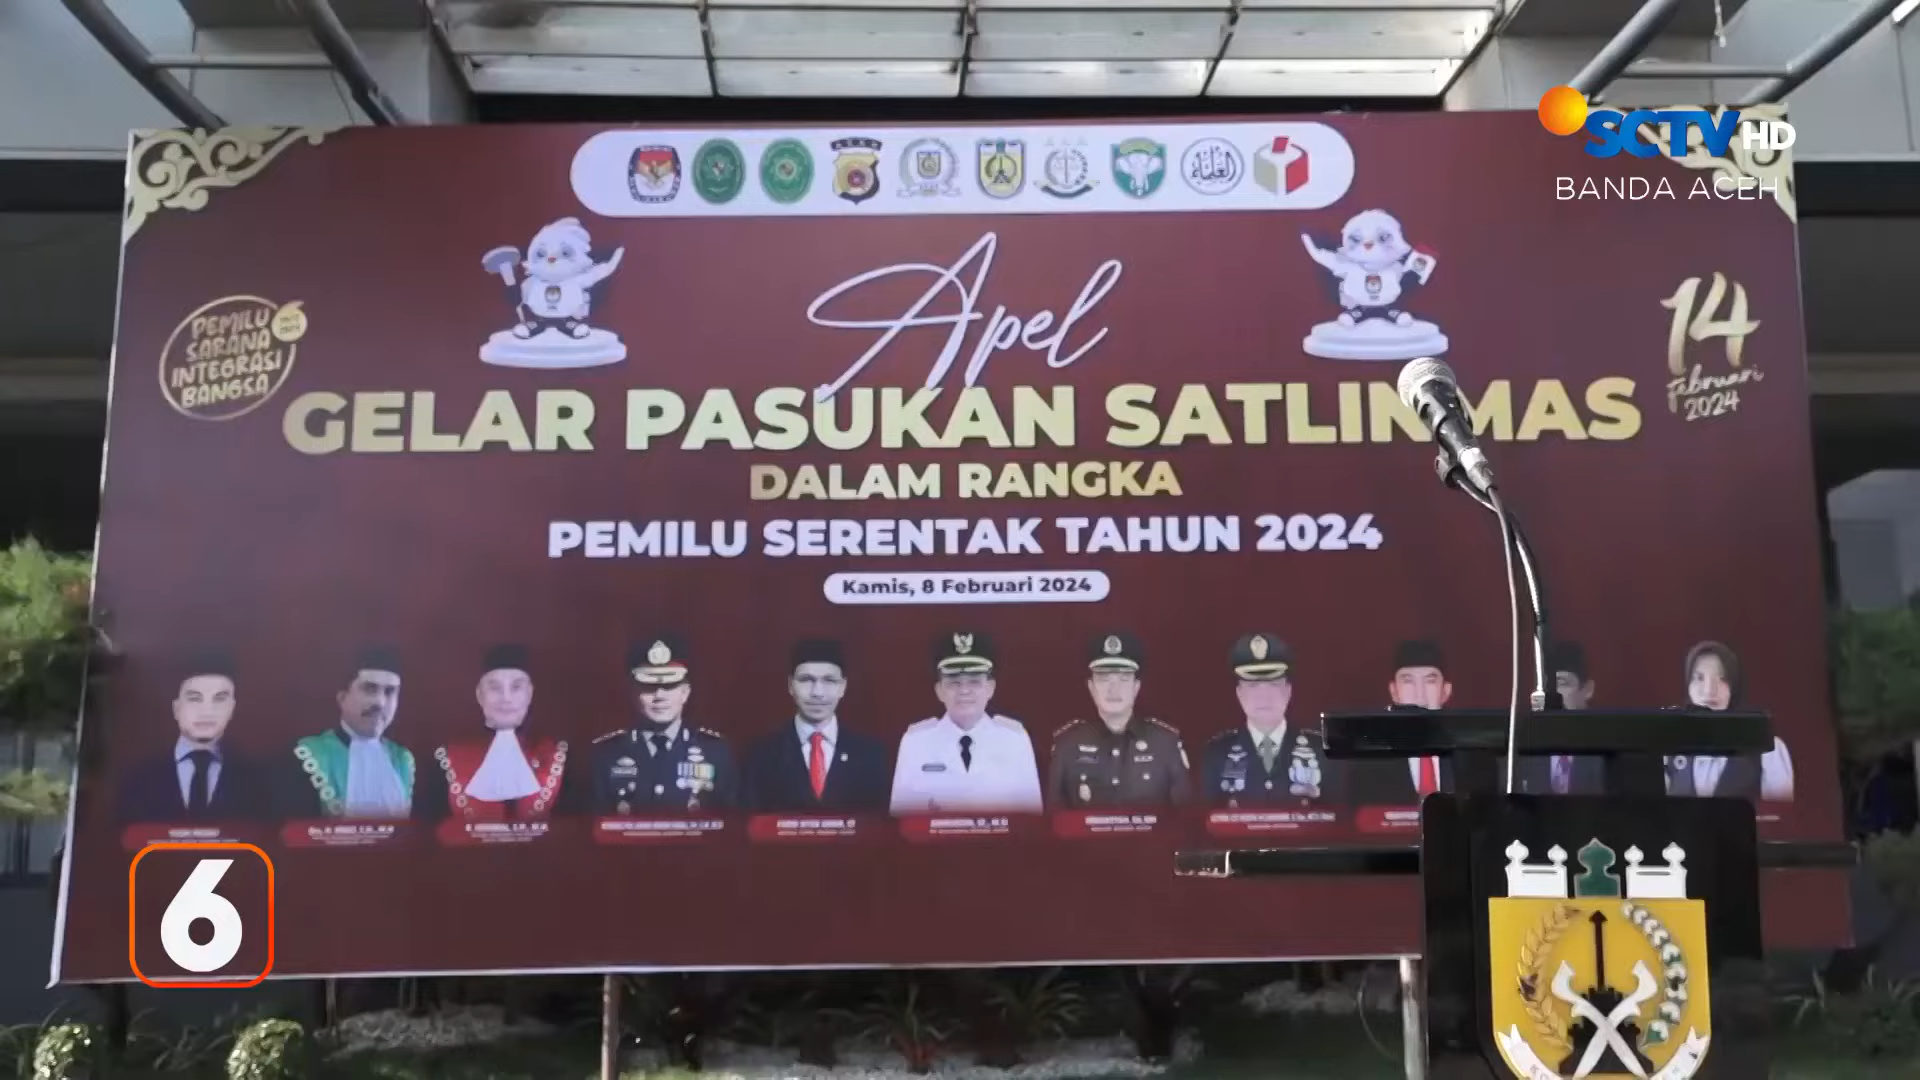 SCTV HD
BANDA ACEH
PEMILU
SARANA
INTEGRASI
BANGSA
14
Februari
2024
Apel
GELAR PASUKAN SATLINMAS
DALAM RANGKA
PEMILU SERENTAK TAHUN 2024
Kamis, 8 Februari 2024
6